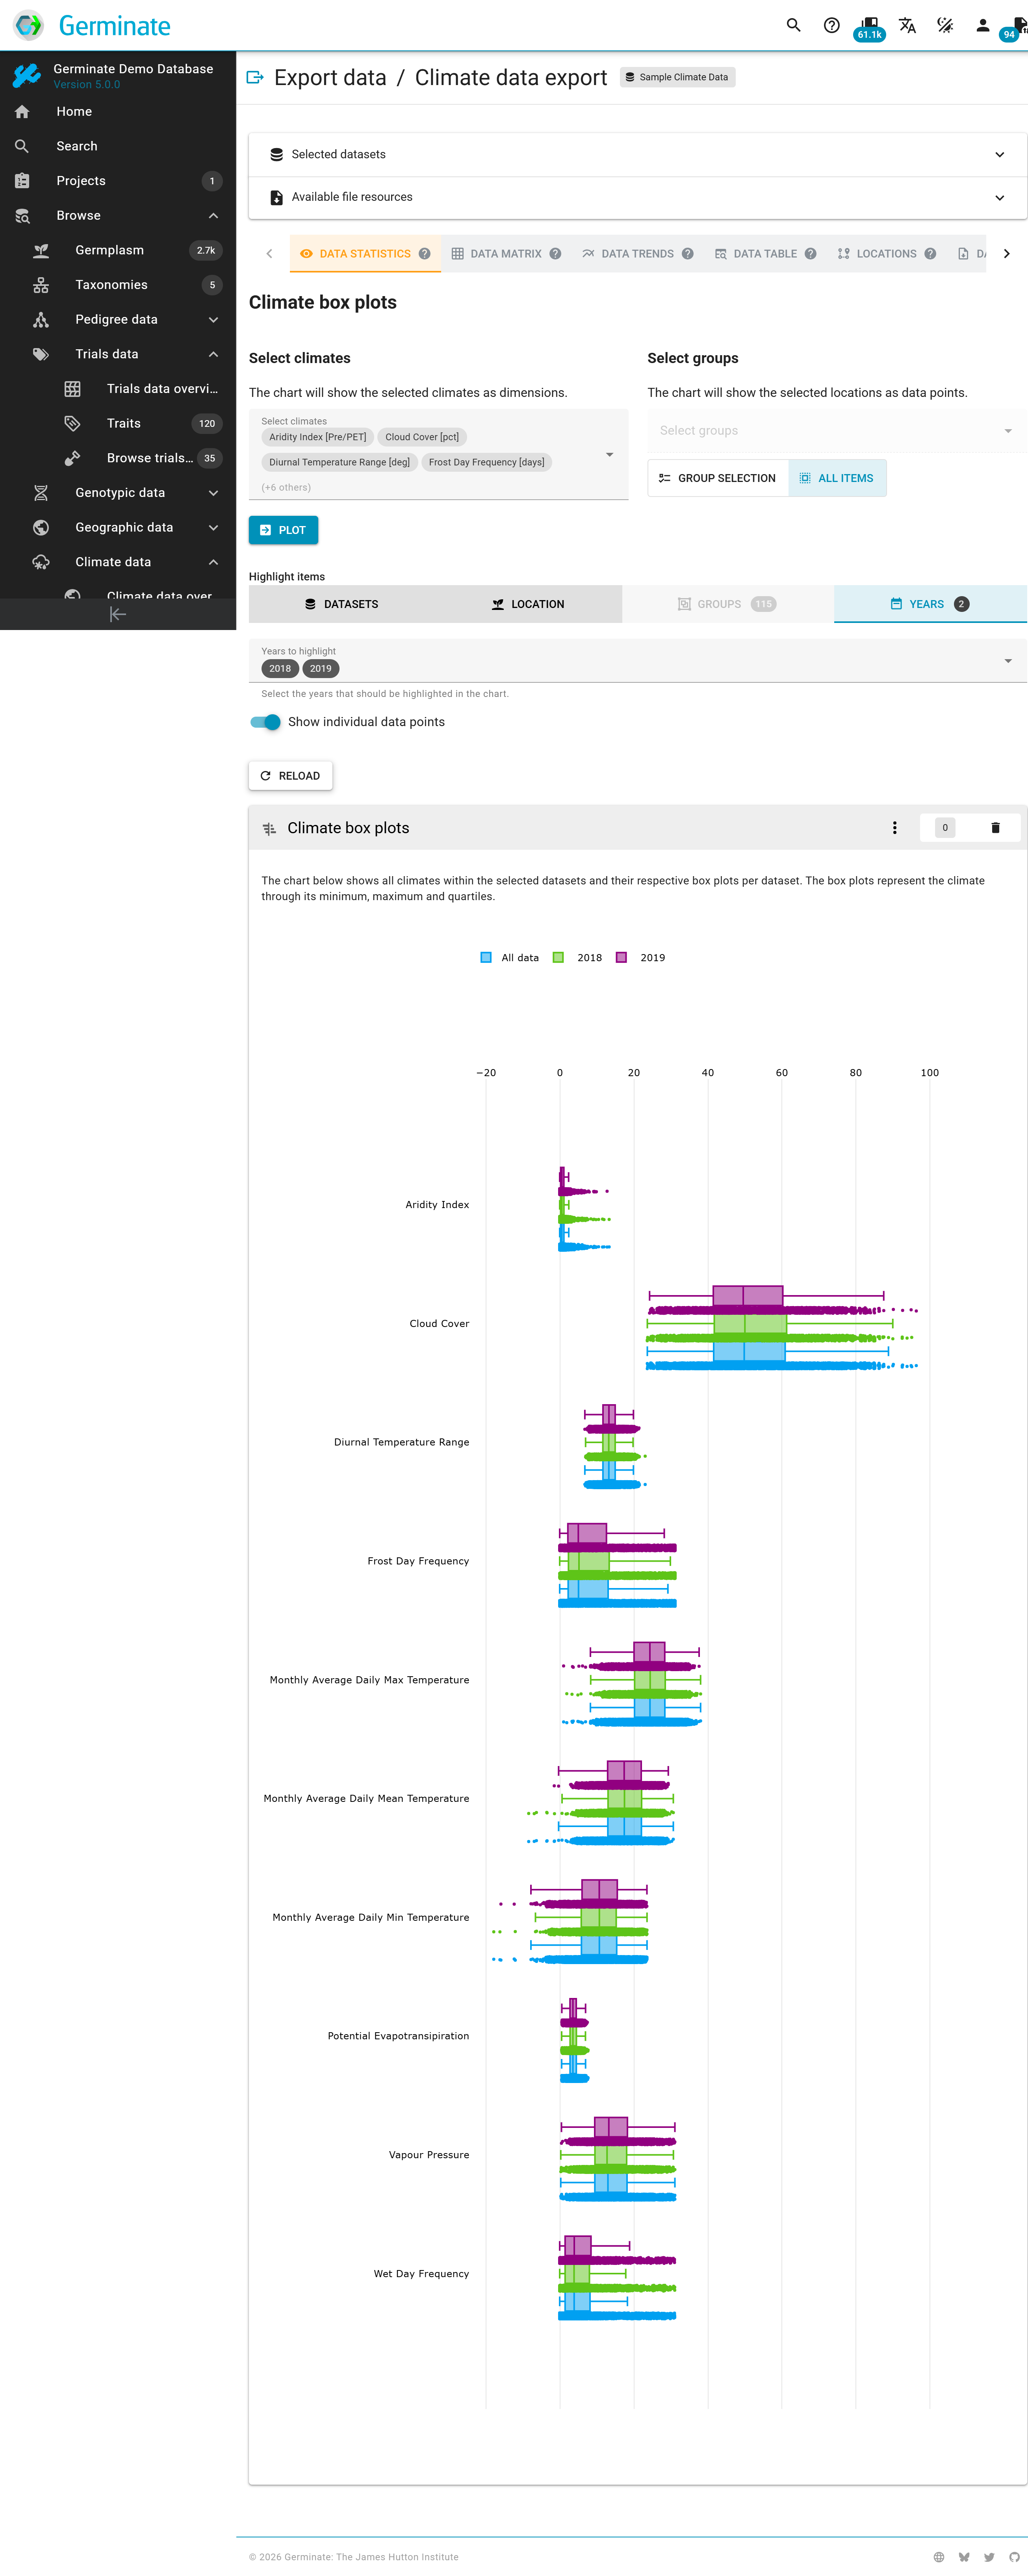 Germinate
61.1k
94
Germinate Demo Database
Version 5.0.0
Home
Search
Projects 1
Browse
Germplasm 2.7k
Taxonomies 5
Pedigree data
Trials data
Trials data overvi...
Traits 120
Browse trials... 35
Genotypic data
Geographic data
Climate data
Climate data over
Export data / Climate data export Sample Climate Data
Selected datasets
Available file resources
DATA STATISTICS DATA MATRIX DATA TRENDS DATA TABLE LOCATIONS DA
Climate box plots
Select climates
The chart will show the selected climates as dimensions.
Select climates
Aridity Index [Pre/PET] Cloud Cover [pct]
Diurnal Temperature Range [deg] Frost Day Frequency [days]
(+6 others)
Select groups
The chart will show the selected locations as data points.
Select groups
GROUP SELECTION ALL ITEMS
PLOT
Highlight items
DATASETS LOCATION GROUPS 115 YEARS 2
Years to highlight
2018 2019
Select the years that should be highlighted in the chart.
Show individual data points
RELOAD
Climate box plots 0
The chart below shows all climates within the selected datasets and their respective box plots per dataset. The box plots represent the climate
through its minimum, maximum and quartiles.
All data 2018 2019
−20 0 20 40 60 80 100
Aridity Index
Cloud Cover
Diurnal Temperature Range
Frost Day Frequency
Monthly Average Daily Max Temperature
Monthly Average Daily Mean Temperature
Monthly Average Daily Min Temperature
Potential Evapotranspiration
Vapour Pressure
Wet Day Frequency
© 2026 Germinate: The James Hutton Institute